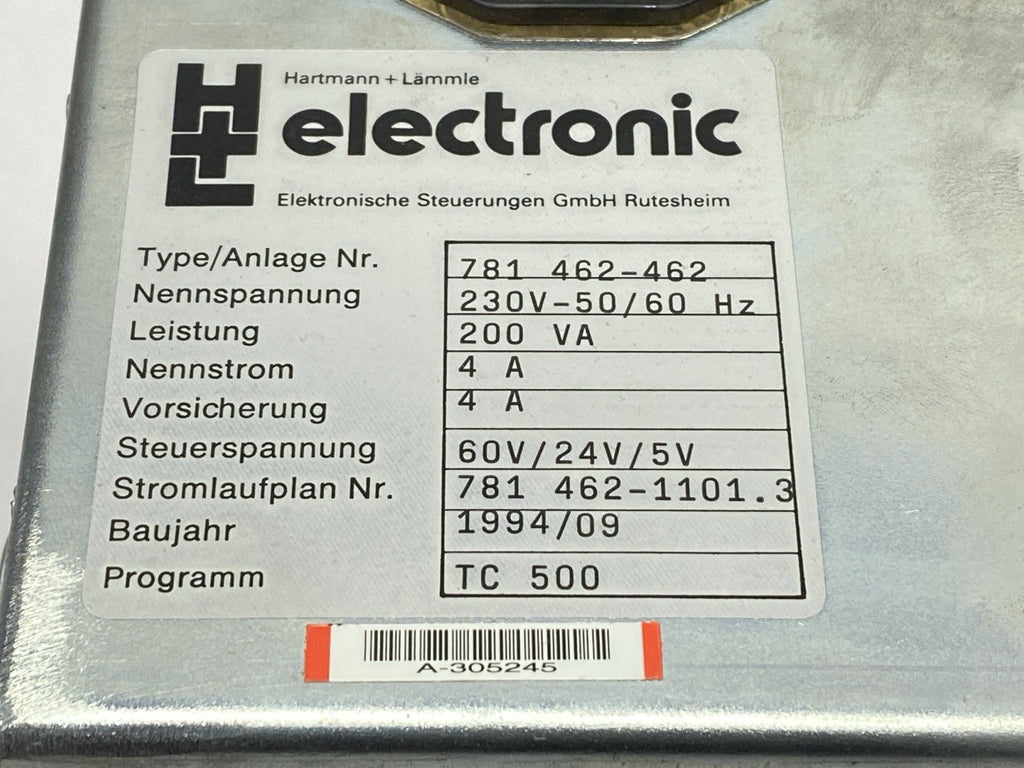 Hartmann + Lämmle
H+L electronic
Elektronische Steuerungen GmbH Rutesheim
Type/Anlage Nr. 781 462-462
Nennspannung 230V-50/60 Hz
Leistung 200 VA
Nennstrom 4 A
Vorsicherung 4 A
Steuerspannung 60V/24V/5V
Stromlaufplan Nr. 781 462-1101.3
Baujahr 1994/09
Programm TC 500
A-305245